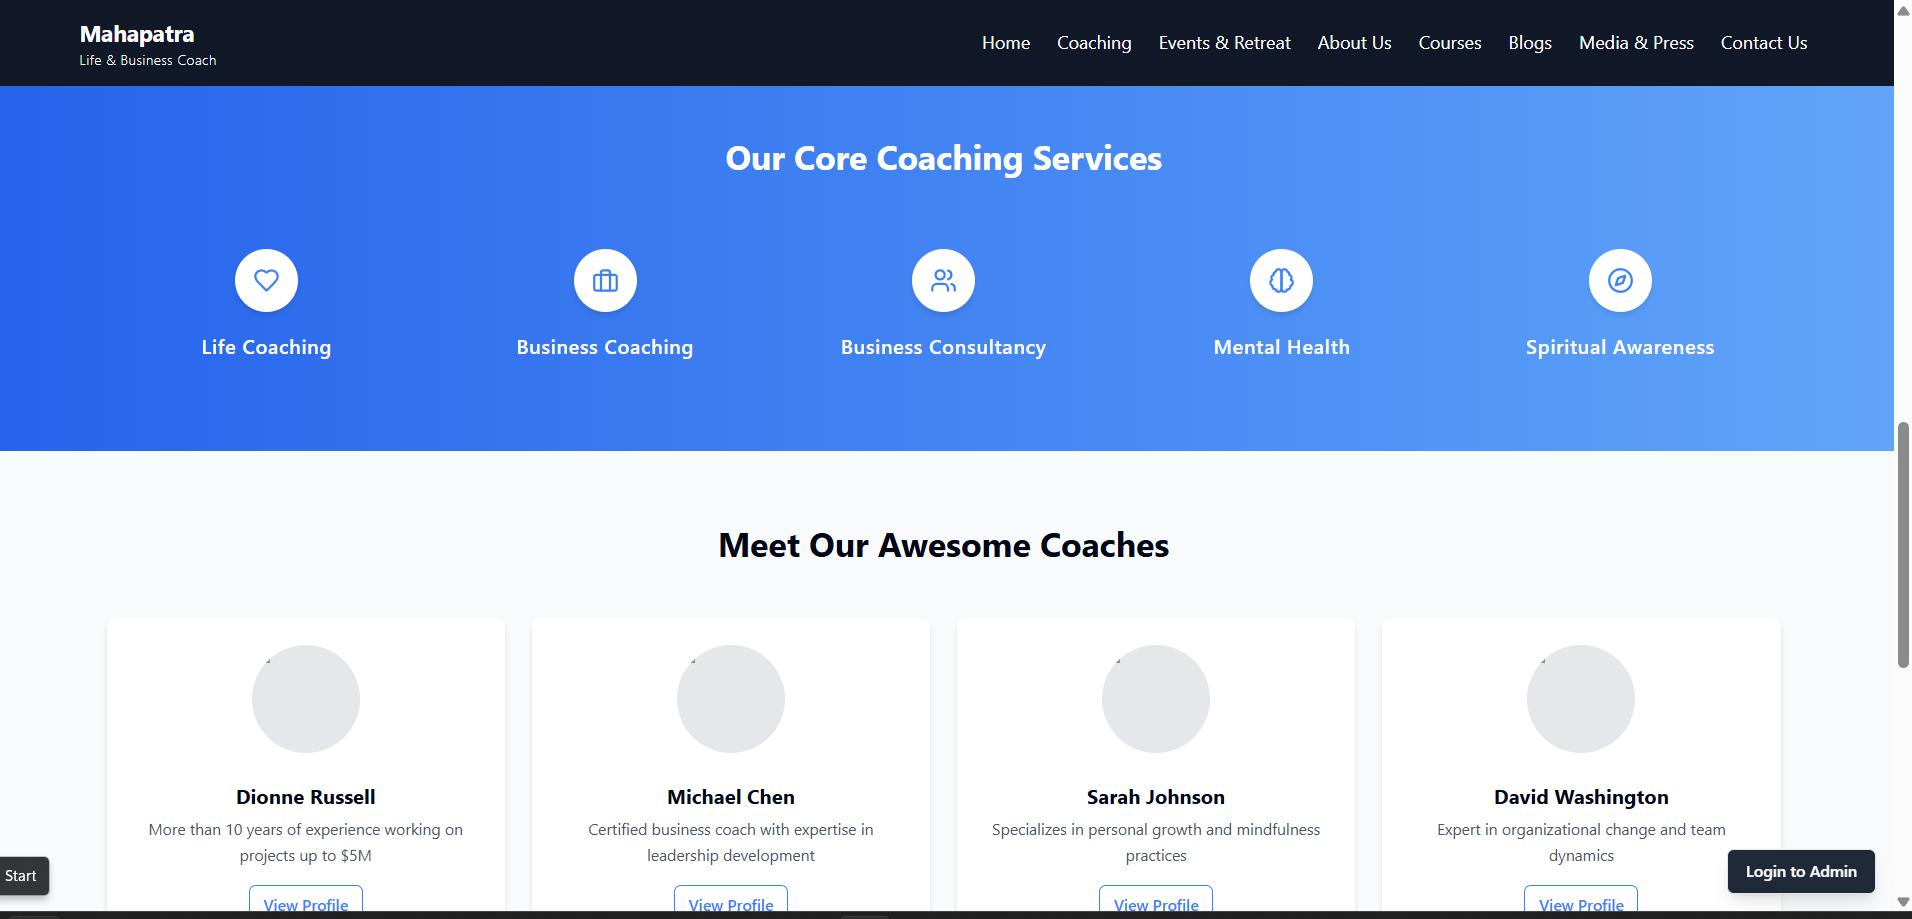 Mahapatra
Life & Business Coach
Home Coaching Events & Retreat About Us Courses Blogs Media & Press Contact Us
Our Core Coaching Services
Life Coaching Business Coaching Business Consultancy Mental Health Spiritual Awareness
Meet Our Awesome Coaches
Dionne Russell
More than 10 years of experience working on
projects up to $5M
View Profile
Michael Chen
Certified business coach with expertise in
leadership development
View Profile
Sarah Johnson
Specializes in personal growth and mindfulness
practices
View Profile
David Washington
Expert in organizational change and team
dynamics
View Profile
Start
Login to Admin